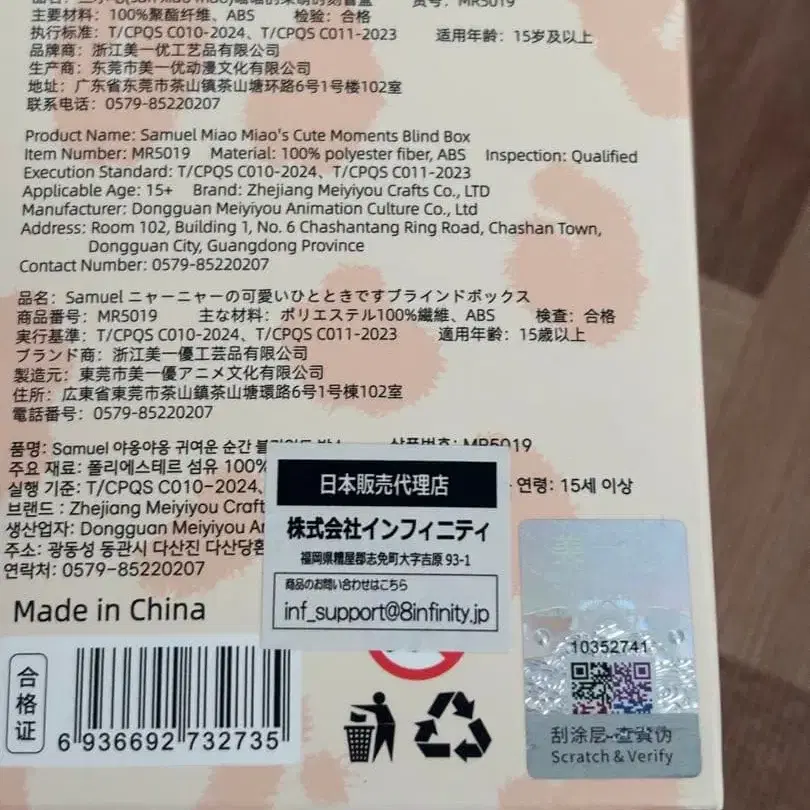 货号：MR5019
主要材料：100%聚酯纤维、ABS 检验：合格
执行标准：T/CPQS C010-2024、T/CPQS C011-2023 适用年龄：15岁及以上
品牌商：浙江美一优工艺品有限公司
生产商：东莞市美一优动漫文化有限公司
地址：广东省东莞市茶山镇茶山塘环路6号1号楼102室
联系电话：0579-85220207
Product Name: Samuel Miao Miao's Cute Moments Blind Box
Item Number: MR5019 Material: 100% polyester fiber, ABS Inspection: Qualified
Execution Standard: T/CPQS C010-2024、T/CPQS C011-2023
Applicable Age: 15+ Brand: Zhejiang Meiyiyou Crafts Co., LTD
Manufacturer: Dongguan Meiyiyou Animation Culture Co., Ltd
Address: Room 102, Building 1, No. 6 Chashantang Ring Road, Chashan Town,
Dongguan City, Guangdong Province
Contact Number: 0579-85220207
品名：Samuel ニャーニャーの可愛いひとときですブラインドボックス
商品番号：MR5019 主な材料：ポリエステル100%繊維、ABS 検査：合格
実行基準：T/CPQS C010-2024、T/CPQS C011-2023 適用年齢：15歳以上
ブランド商：浙江美一優工芸品有限公司
製造元：東莞市美一優アニメ文化有限公司
住所：広東省東莞市茶山鎮茶山塘環路6号1号棟102室
電話番号：0579-85220207
품명: Samuel 야옹야옹 귀여운 순간 상품번호: MR5019
주요 재료: 폴리에스테르 섬유 100%
실행 기준: T/CPQS C010-2024、 연령: 15세 이상
브랜드 : Zhejiang Meiyiyou Craft
생산업자: Dongguan Meiyiyou
주소: 광동성 동관시 다산진 다산당환
연락처: 0579-85220207
日本販売代理店
株式会社インフィニティ
福岡県糟屋郡志免町大字吉原 93-1
商品のお問い合わせはこちら
inf_support@8infinity.jp
Made in China
合格证
6 936692 732735
10352741
刮涂层 查真伪
Scratch & Verify